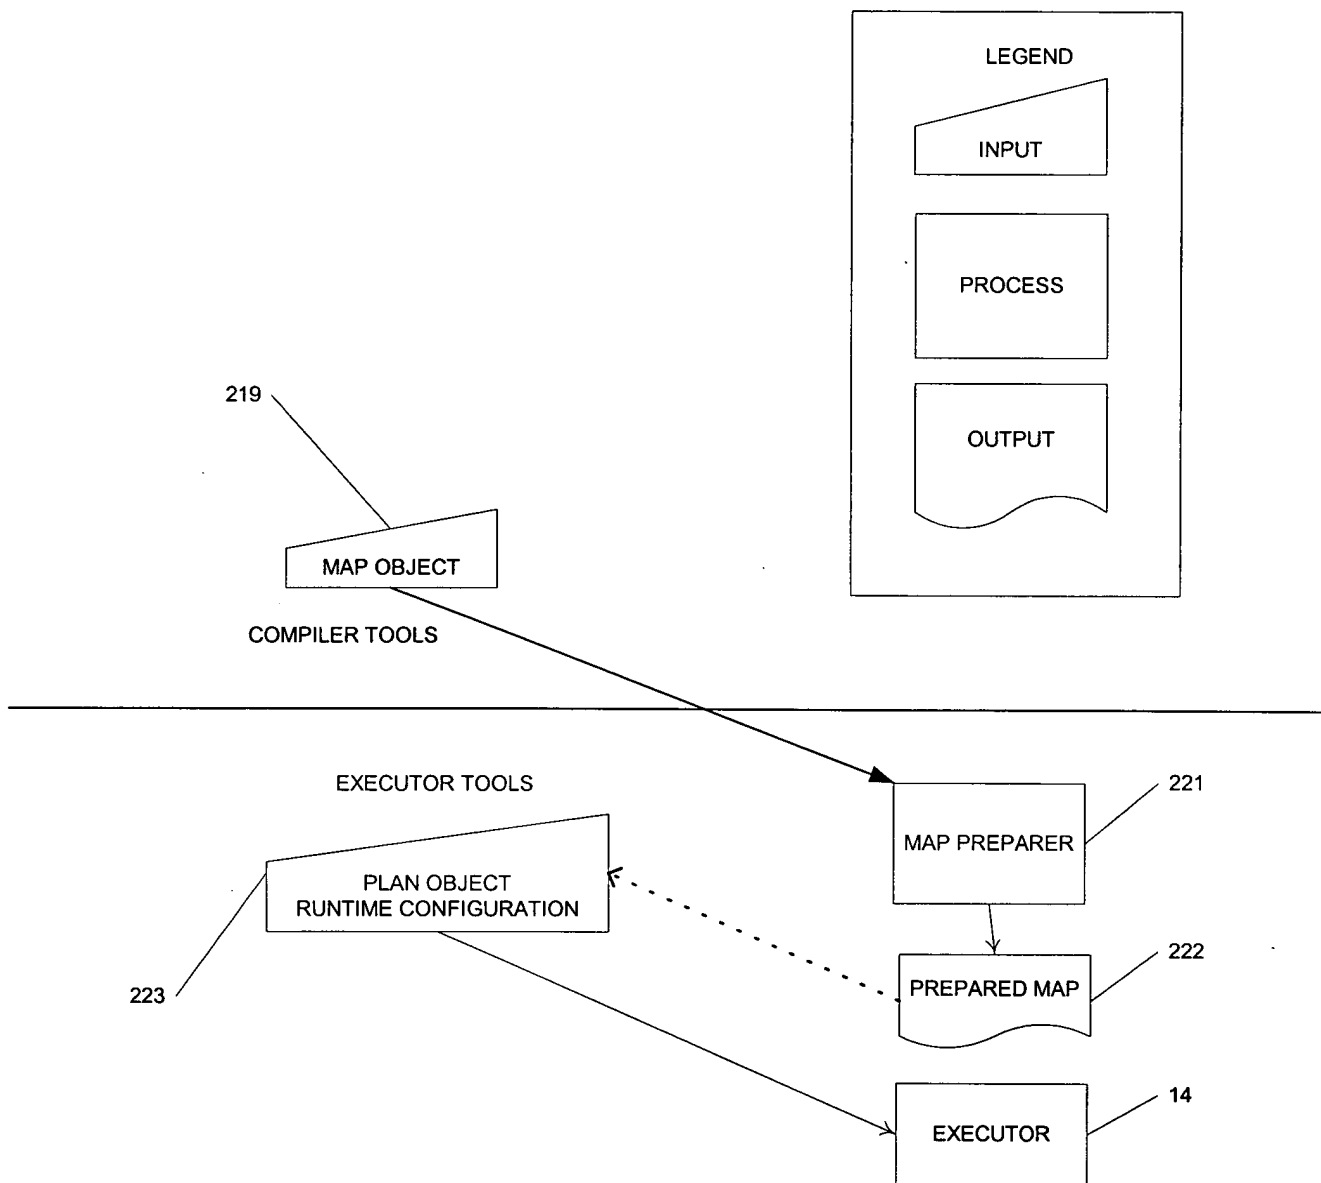 LEGEND
INPUT
PROCESS
OUTPUT
219
MAP OBJECT
COMPILER TOOLS
EXECUTOR TOOLS
221
MAP PREPARER
PLAN OBJECT
RUNTIME CONFIGURATION
222
PREPARED MAP
223
14
EXECUTOR